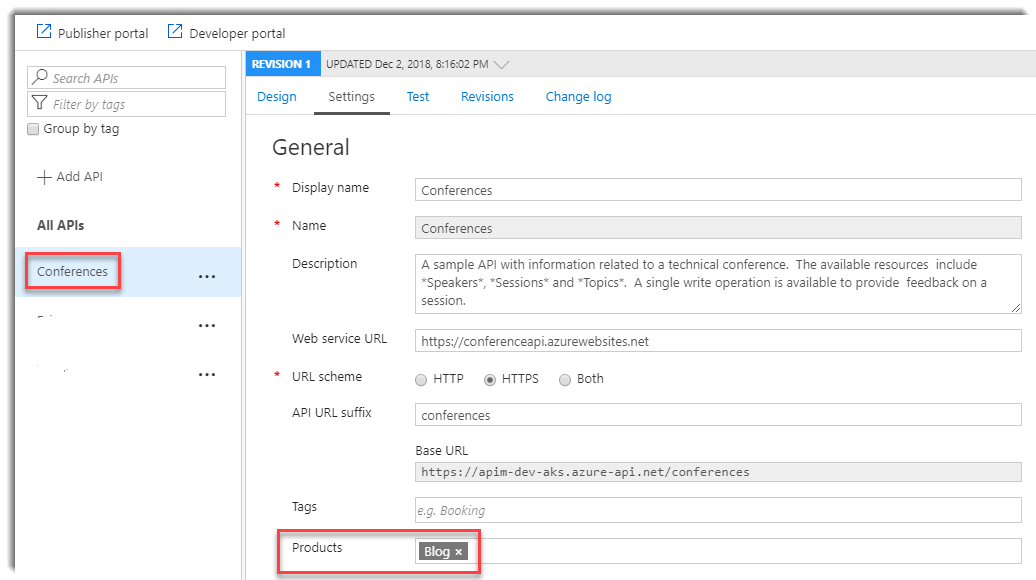 Publisher portal Developer portal
Search APIs
Filter by tags
Group by tag
Add API
All APIs
Conferences
REVISION 1 UPDATED Dec 2, 2018, 8:16:02 PM
Design Settings Test Revisions Change log
General
* Display name Conferences
* Name Conferences
Description A sample API with information related to a technical conference. The available resources include
*Speakers*, *Sessions* and *Topics*. A single write operation is available to provide feedback on a
session.
Web service URL https://conferenceapi.azurewebsites.net
* URL scheme HTTP HTTPS Both
API URL suffix conferences
Base URL
https://apim-dev-aks.azure-api.net/conferences
Tags e.g. Booking
Products Blog ×